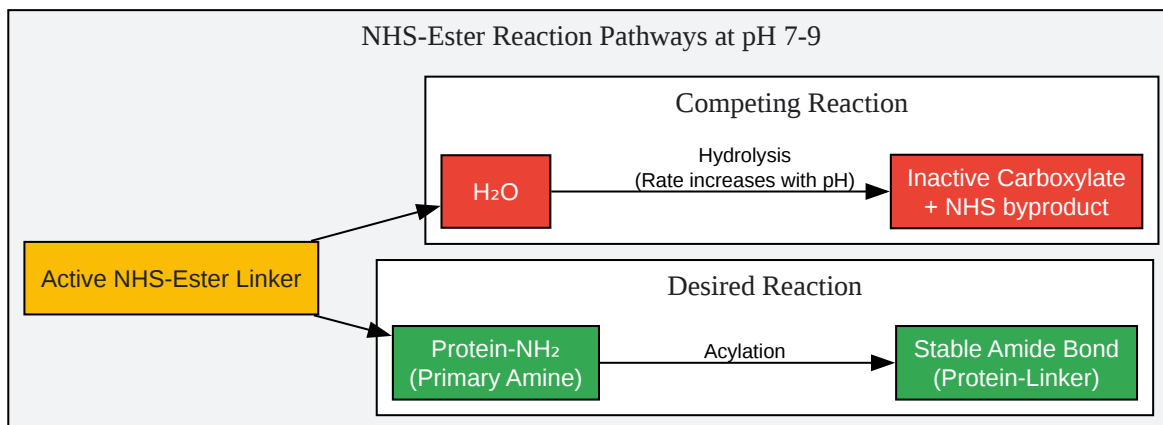 NHS-Ester Reaction Pathways at pH 7-9
Competing Reaction
H₂O
Hydrolysis
(Rate increases with pH)
Inactive Carboxylate
+ NHS byproduct
Active NHS-Ester Linker
Desired Reaction
Protein-NH₂
(Primary Amine)
Acylation
Stable Amide Bond
(Protein-Linker)